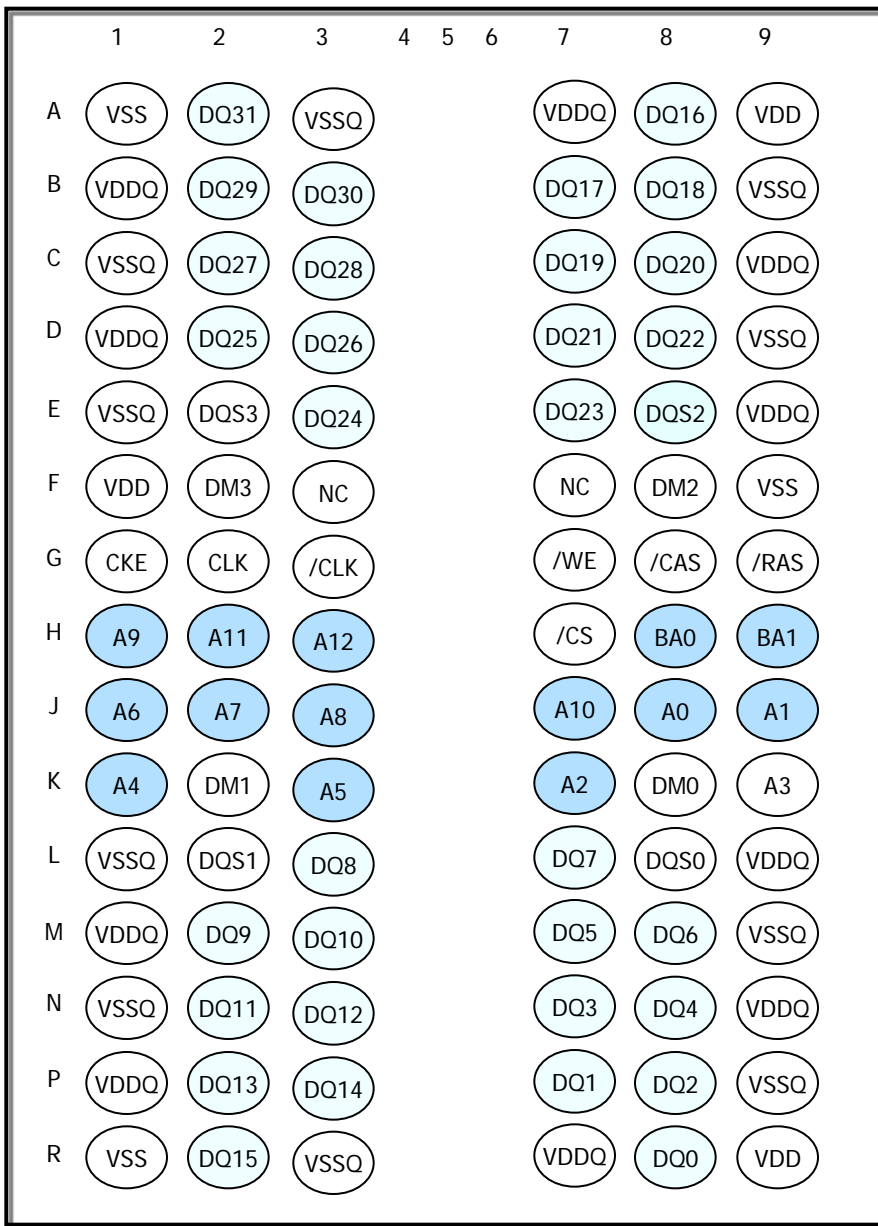 1 2 3 4 5 6 7 8 9
A VSS DQ31 VSSQ VDDQ DQ16 VDD
B VDDQ DQ29 DQ30 DQ17 DQ18 VSSQ
C VSSQ DQ27 DQ28 DQ19 DQ20 VDDQ
D VDDQ DQ25 DQ26 DQ21 DQ22 VSSQ
E VSSQ DQS3 DQ24 DQ23 DQS2 VDDQ
F VDD DM3 NC NC DM2 VSS
G CKE CLK /CLK /WE /CAS /RAS
H A9 A11 A12 /CS BA0 BA1
J A6 A7 A8 A10 A0 A1
K A4 DM1 A5 A2 DM0 A3
L VSSQ DQS1 DQ8 DQ7 DQS0 VDDQ
M VDDQ DQ9 DQ10 DQ5 DQ6 VSSQ
N VSSQ DQ11 DQ12 DQ3 DQ4 VDDQ
P VDDQ DQ13 DQ14 DQ1 DQ2 VSSQ
R VSS DQ15 VSSQ VDDQ DQ0 VDD